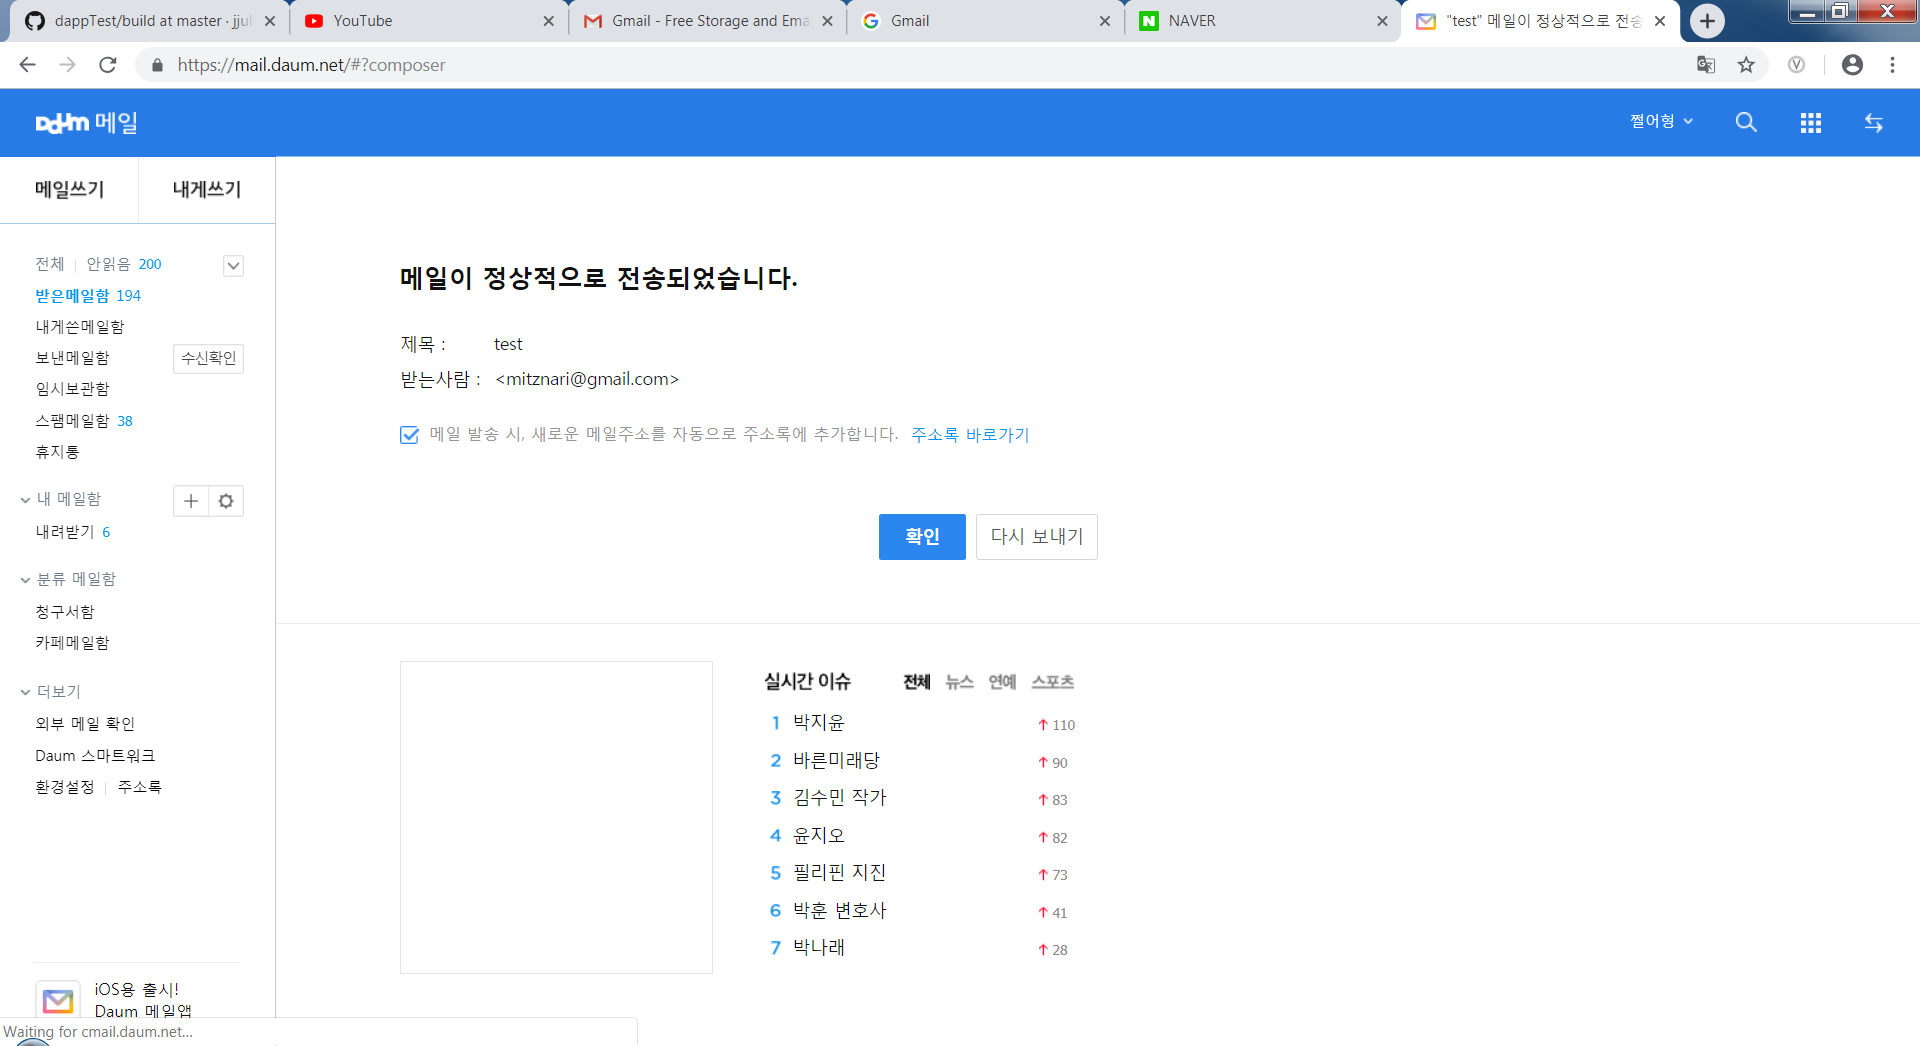 dappTest/build at master · jjul
YouTube
Gmail - Free Storage and Ema
Gmail
NAVER
"test" 메일이 정상적으로 전송
https://mail.daum.net/#?composer
Daum 메일
쩔어형
메일쓰기
내게쓰기
전체 안읽음 200
받은메일함 194
내게쓴메일함
보낸메일함 수신확인
임시보관함
스팸메일함 38
휴지통
내 메일함
내려받기 6
분류 메일함
청구서함
카페메일함
더보기
외부 메일 확인
Daum 스마트워크
환경설정 주소록
iOS용 출시!
Daum 메일앱
Waiting for cmail.daum.net...
메일이 정상적으로 전송되었습니다.
제목 : test
받는사람 : <mitznari@gmail.com>
메일 발송 시, 새로운 메일주소를 자동으로 주소록에 추가합니다. 주소록 바로가기
확인 다시 보내기
실시간 이슈 전체 뉴스 연예 스포츠
1 박지윤 110
2 바른미래당 90
3 김수민 작가 83
4 윤지오 82
5 필리핀 지진 73
6 박훈 변호사 41
7 박나래 28